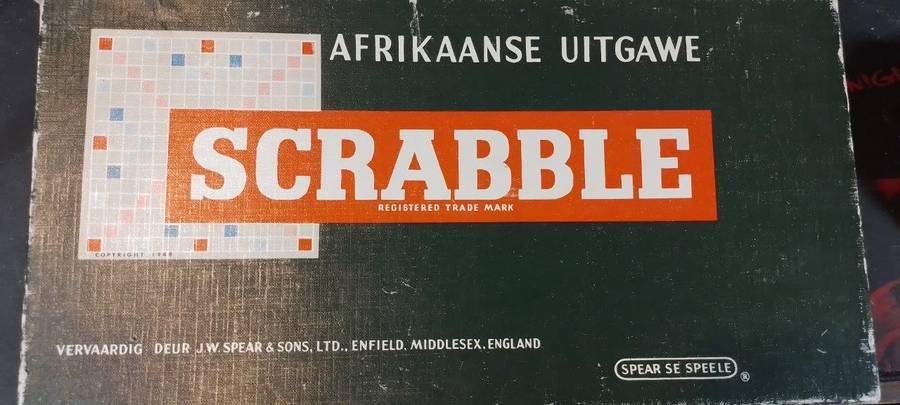 AFRIKAANSE UITGAWE
SCRABBLE
REGISTERED TRADE MARK
COPYRIGHT 1948
VERVAARDIG DEUR J.W. SPEAR & SONS, LTD., ENFIELD. MIDDLESEX. ENGLAND
SPEAR SE SPEELE ®